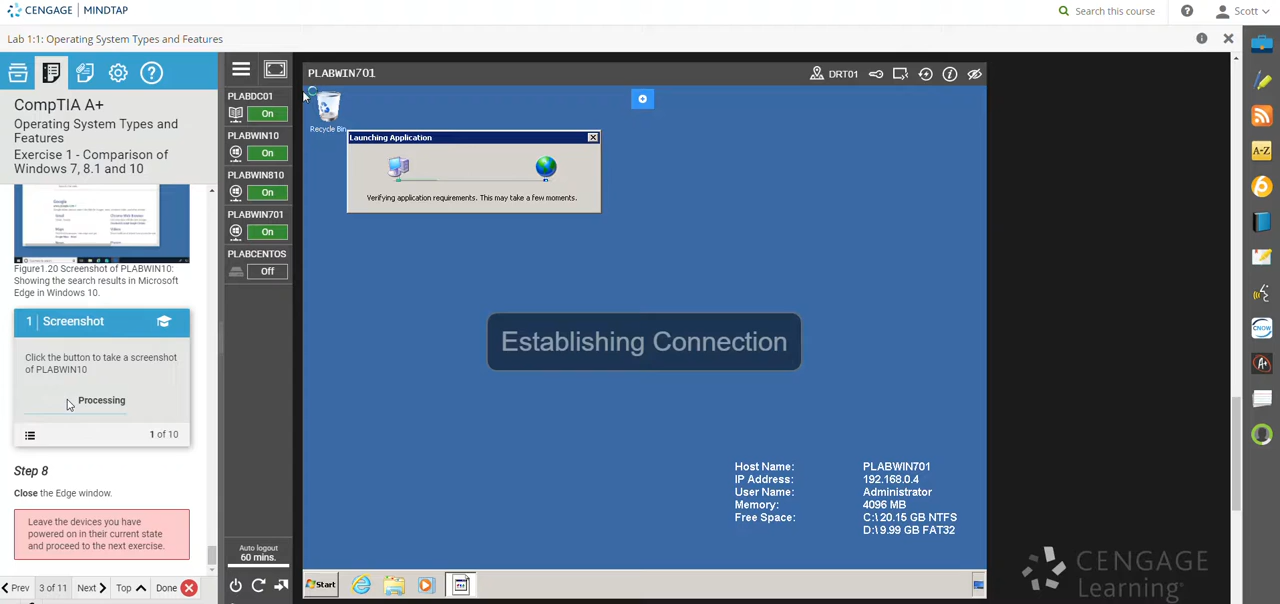 CENGAGE | MINDTAP
Search this course
Scott
Lab 1:1: Operating System Types and Features
CompTIA A+
Operating System Types and
Features
Exercise 1 - Comparison of
Windows 7, 8.1 and 10
Figure1.20 Screenshot of PLABWIN10:
Showing the search results in Microsoft
Edge in Windows 10.
1 | Screenshot
Click the button to take a screenshot
of PLABWIN10
Processing
1 of 10
Step 8
Close the Edge window.
Leave the devices you have
powered on in their current state
and proceed to the next exercise.
Prev
3 of 11
Next
Top
Done
PLABDC01
On
PLABWIN10
On
PLABWIN810
On
PLABWIN701
On
PLABCENTOS
Off
Auto logout
60 mins.
PLABWIN701
DRT01
Recycle Bin
Launching Application
Verifying application requirements. This may take a few moments.
Establishing Connection
Host Name: PLABWIN701
IP Address: 192.168.0.4
User Name: Administrator
Memory: 4096 MB
Free Space: C:\ 20.15 GB NTFS
D:\ 9.99 GB FAT32
Start
CENGAGE
Learning
A-Z
CNOW
A+